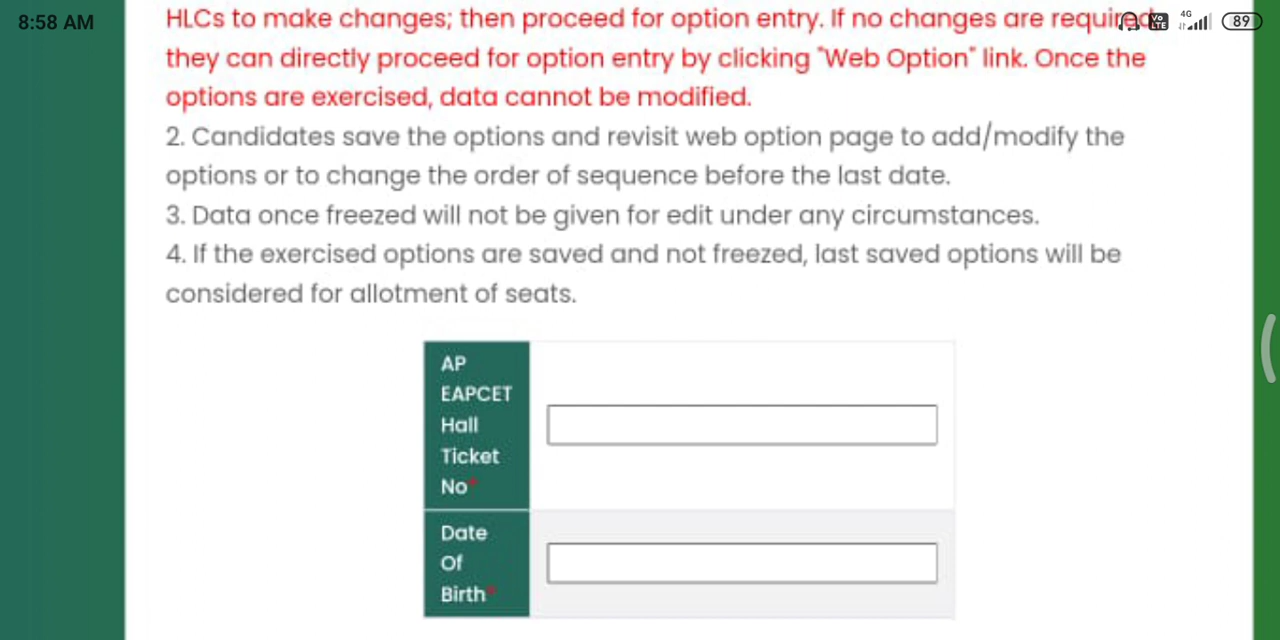 8:58 AM
HLCs to make changes; then proceed for option entry. If no changes are required
Vo LTE 4G 89
they can directly proceed for option entry by clicking "Web Option" link. Once the
options are exercised, data cannot be modified.
2. Candidates save the options and revisit web option page to add/modify the
options or to change the order of sequence before the last date.
3. Data once freezed will not be given for edit under any circumstances.
4. If the exercised options are saved and not freezed, last saved options will be
considered for allotment of seats.
AP
EAPCET
Hall
Ticket
No*
Date
Of
Birth*